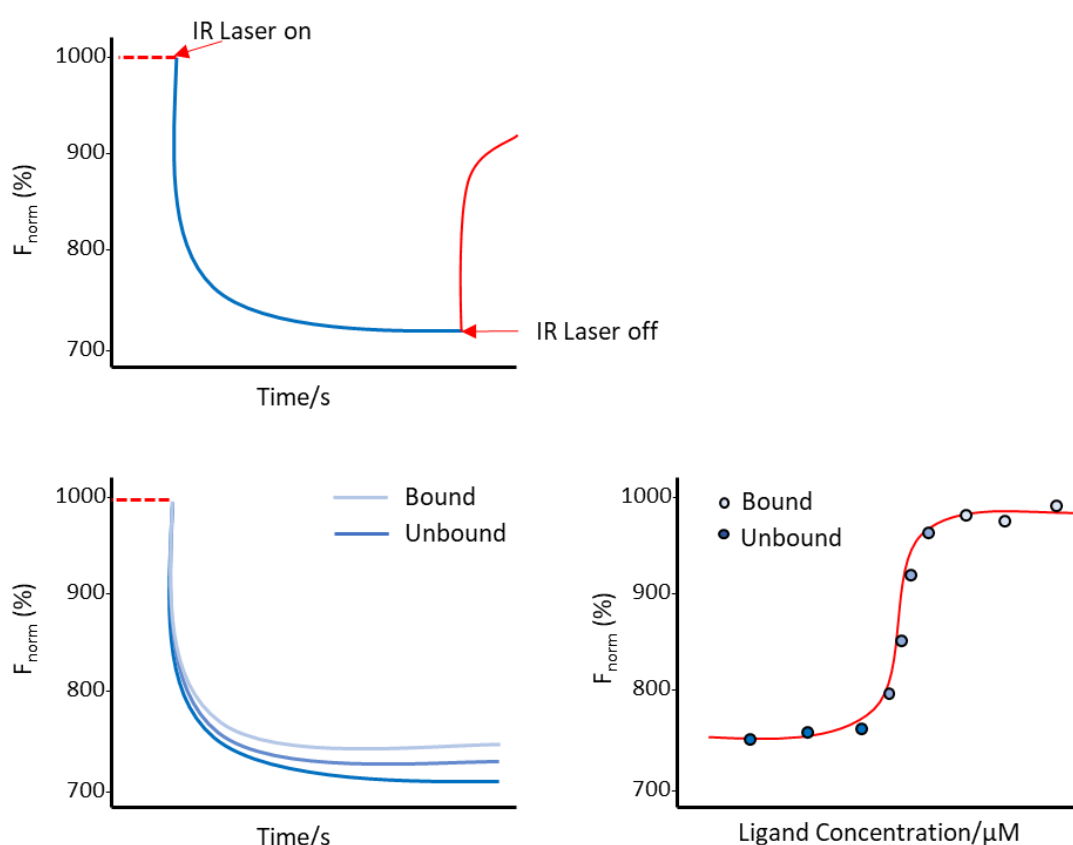 IR Laser on
1000
900
800
700
F_norm (%)
IR Laser off
Time/s
1000
900
800
700
F_norm (%)
Bound
Unbound
Time/s
1000
900
800
700
F_norm (%)
Bound
Unbound
Ligand Concentration/µM